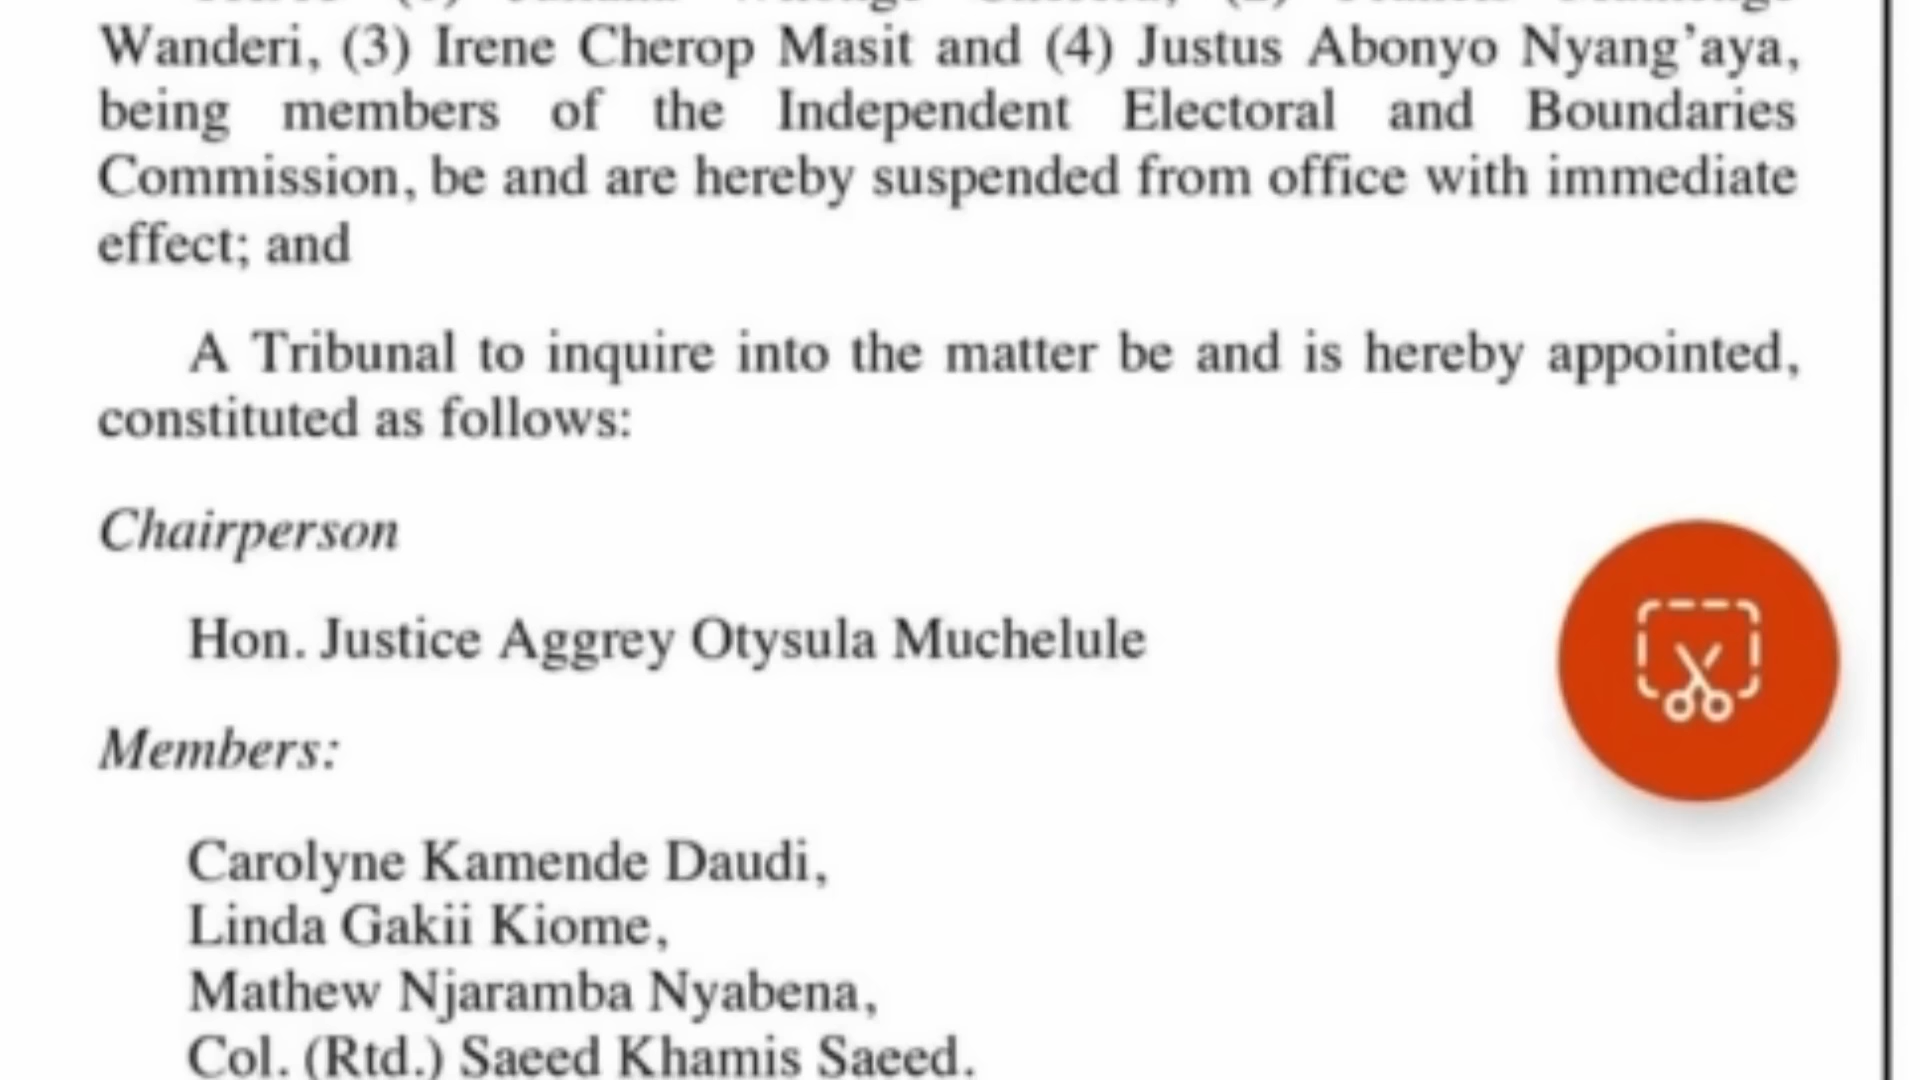 Wanderi, (3) Irene Cherop Masit and (4) Justus Abonyo Nyang’aya,
being members of the Independent Electoral and Boundaries
Commission, be and are hereby suspended from office with immediate
effect; and
A Tribunal to inquire into the matter be and is hereby appointed,
constituted as follows:
Chairperson
Hon. Justice Aggrey Otysula Muchelule
Members:
Carolyne Kamende Daudi,
Linda Gakii Kiome,
Mathew Njaramba Nyabena,
Col. (Rtd.) Saeed Khamis Saeed.